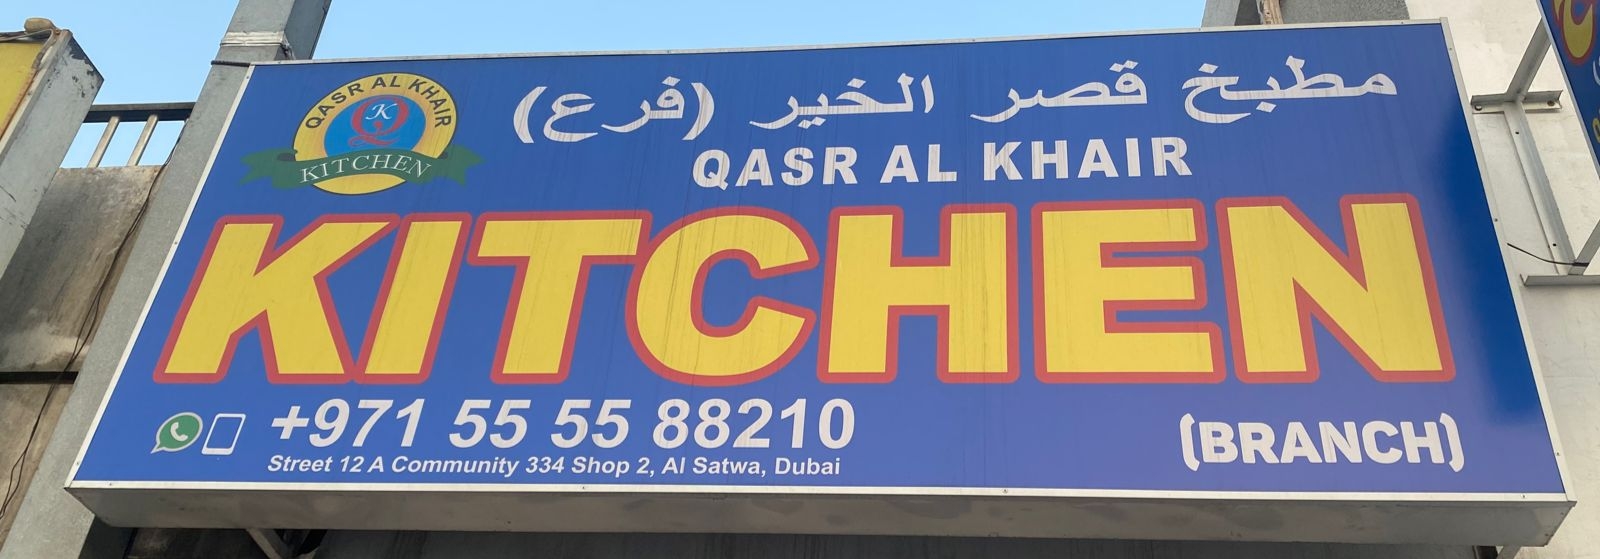 QASR AL KHAIR
K
Q
KITCHEN
مطبخ قصر الخير (فرع)
QASR AL KHAIR
KITCHEN
+971 55 55 88210
(BRANCH)
Street 12 A Community 334 Shop 2, Al Satwa, Dubai